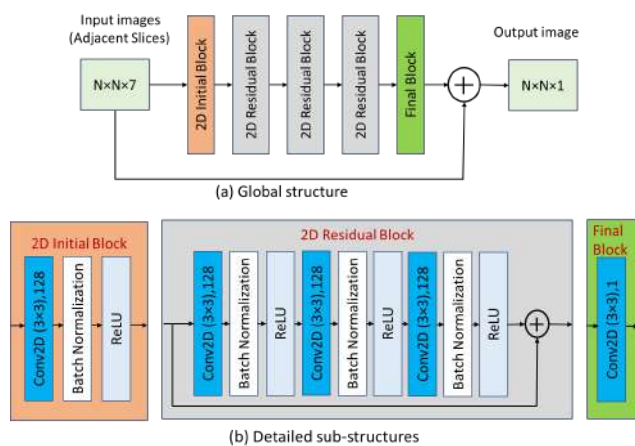 Input images
(Adjacent Slices)
N×N×7
2D Initial Block
2D Residual Block
2D Residual Block
2D Residual Block
Final Block
Output image
N×N×1
(a) Global structure
2D Initial Block
Conv2D (3×3),128
Batch Normalization
ReLU
2D Residual Block
Conv2D (3×3),128
Batch Normalization
ReLU
Conv2D (3×3),128
Batch Normalization
ReLU
Conv2D (3×3),128
Batch Normalization
ReLU
Final
Block
Conv2D (3×3),1
(b) Detailed sub-structures